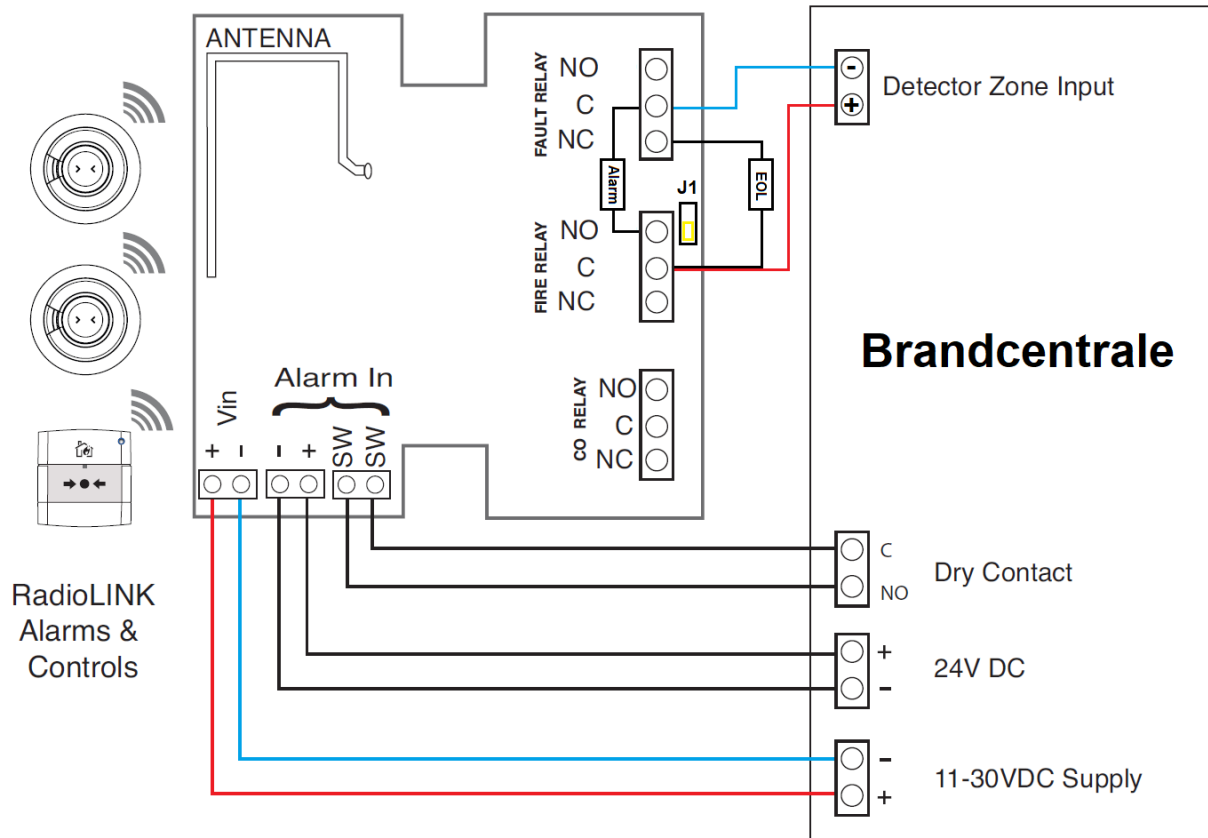 ANTENNA
FAULT RELAY
NO
C
NC
Alarm
J1
EOL
FIRE RELAY
NO
C
NC
CO RELAY
NO
C
NC
Alarm In
Vin
+
-
-
+
SW
SW
RadioLINK
Alarms &
Controls
-
+
Detector Zone Input
Brandcentrale
C
NO
Dry Contact
+
-
24V DC
-
+
11-30VDC Supply